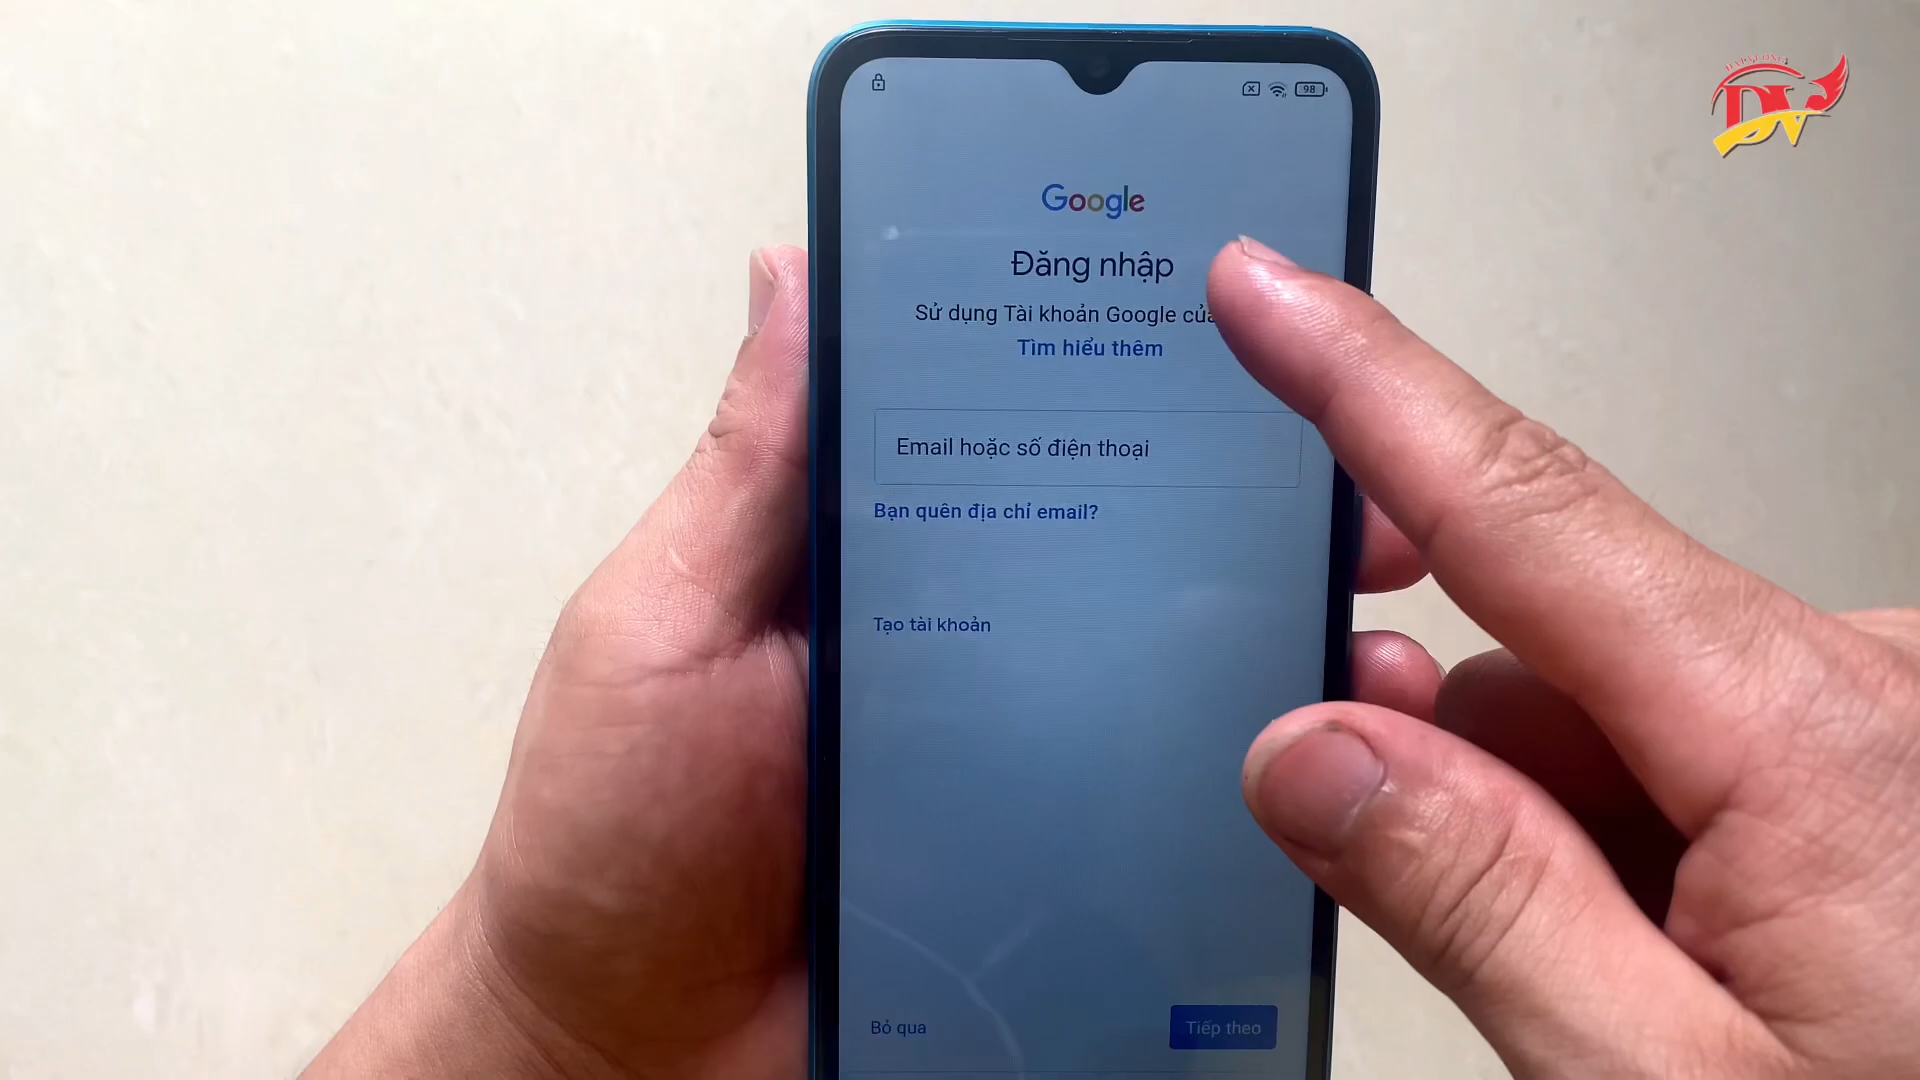 98
Google
Đăng nhập
Sử dụng Tài khoản Google của
Tìm hiểu thêm
Email hoặc số điện thoại
Bạn quên địa chỉ email?
Tạo tài khoản
Bỏ qua
Tiếp theo